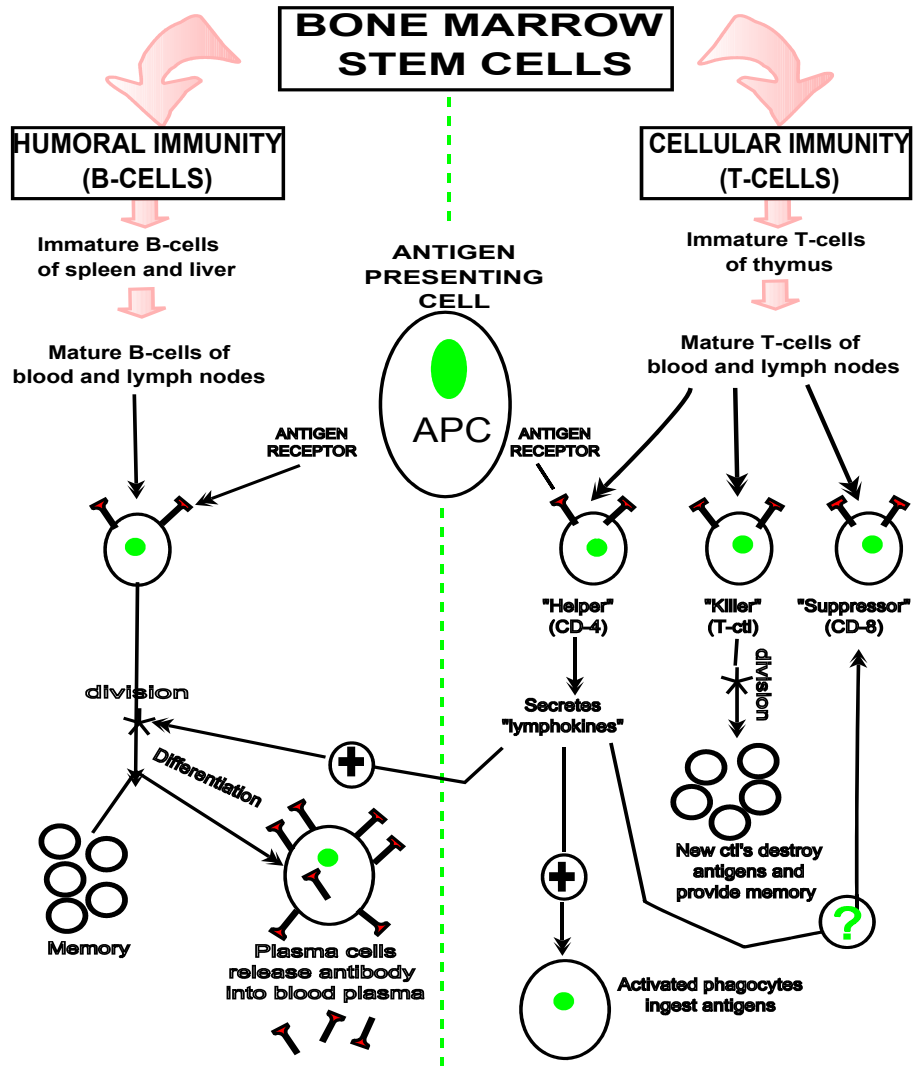 BONE MARROW
STEM CELLS
HUMORAL IMMUNITY
(B-CELLS)
CELLULAR IMMUNITY
(T-CELLS)
Immature B-cells
of spleen and liver
ANTIGEN
PRESENTING
CELL
Immature T-cells
of thymus
Mature B-cells of
blood and lymph nodes
Mature T-cells of
blood and lymph nodes
APC
ANTIGEN
RECEPTOR
ANTIGEN
RECEPTOR
"Helper"
(CD-4)
"Killer"
(T-ctl)
"Suppressor"
(CD-8)
division
division
Secretes
"lymphokines"
+
Differentiation
Memory
Plasma cells
release antibody
into blood plasma
New ctl's destroy
antigens and
provide memory
+
?
Activated phagocytes
ingest antigens